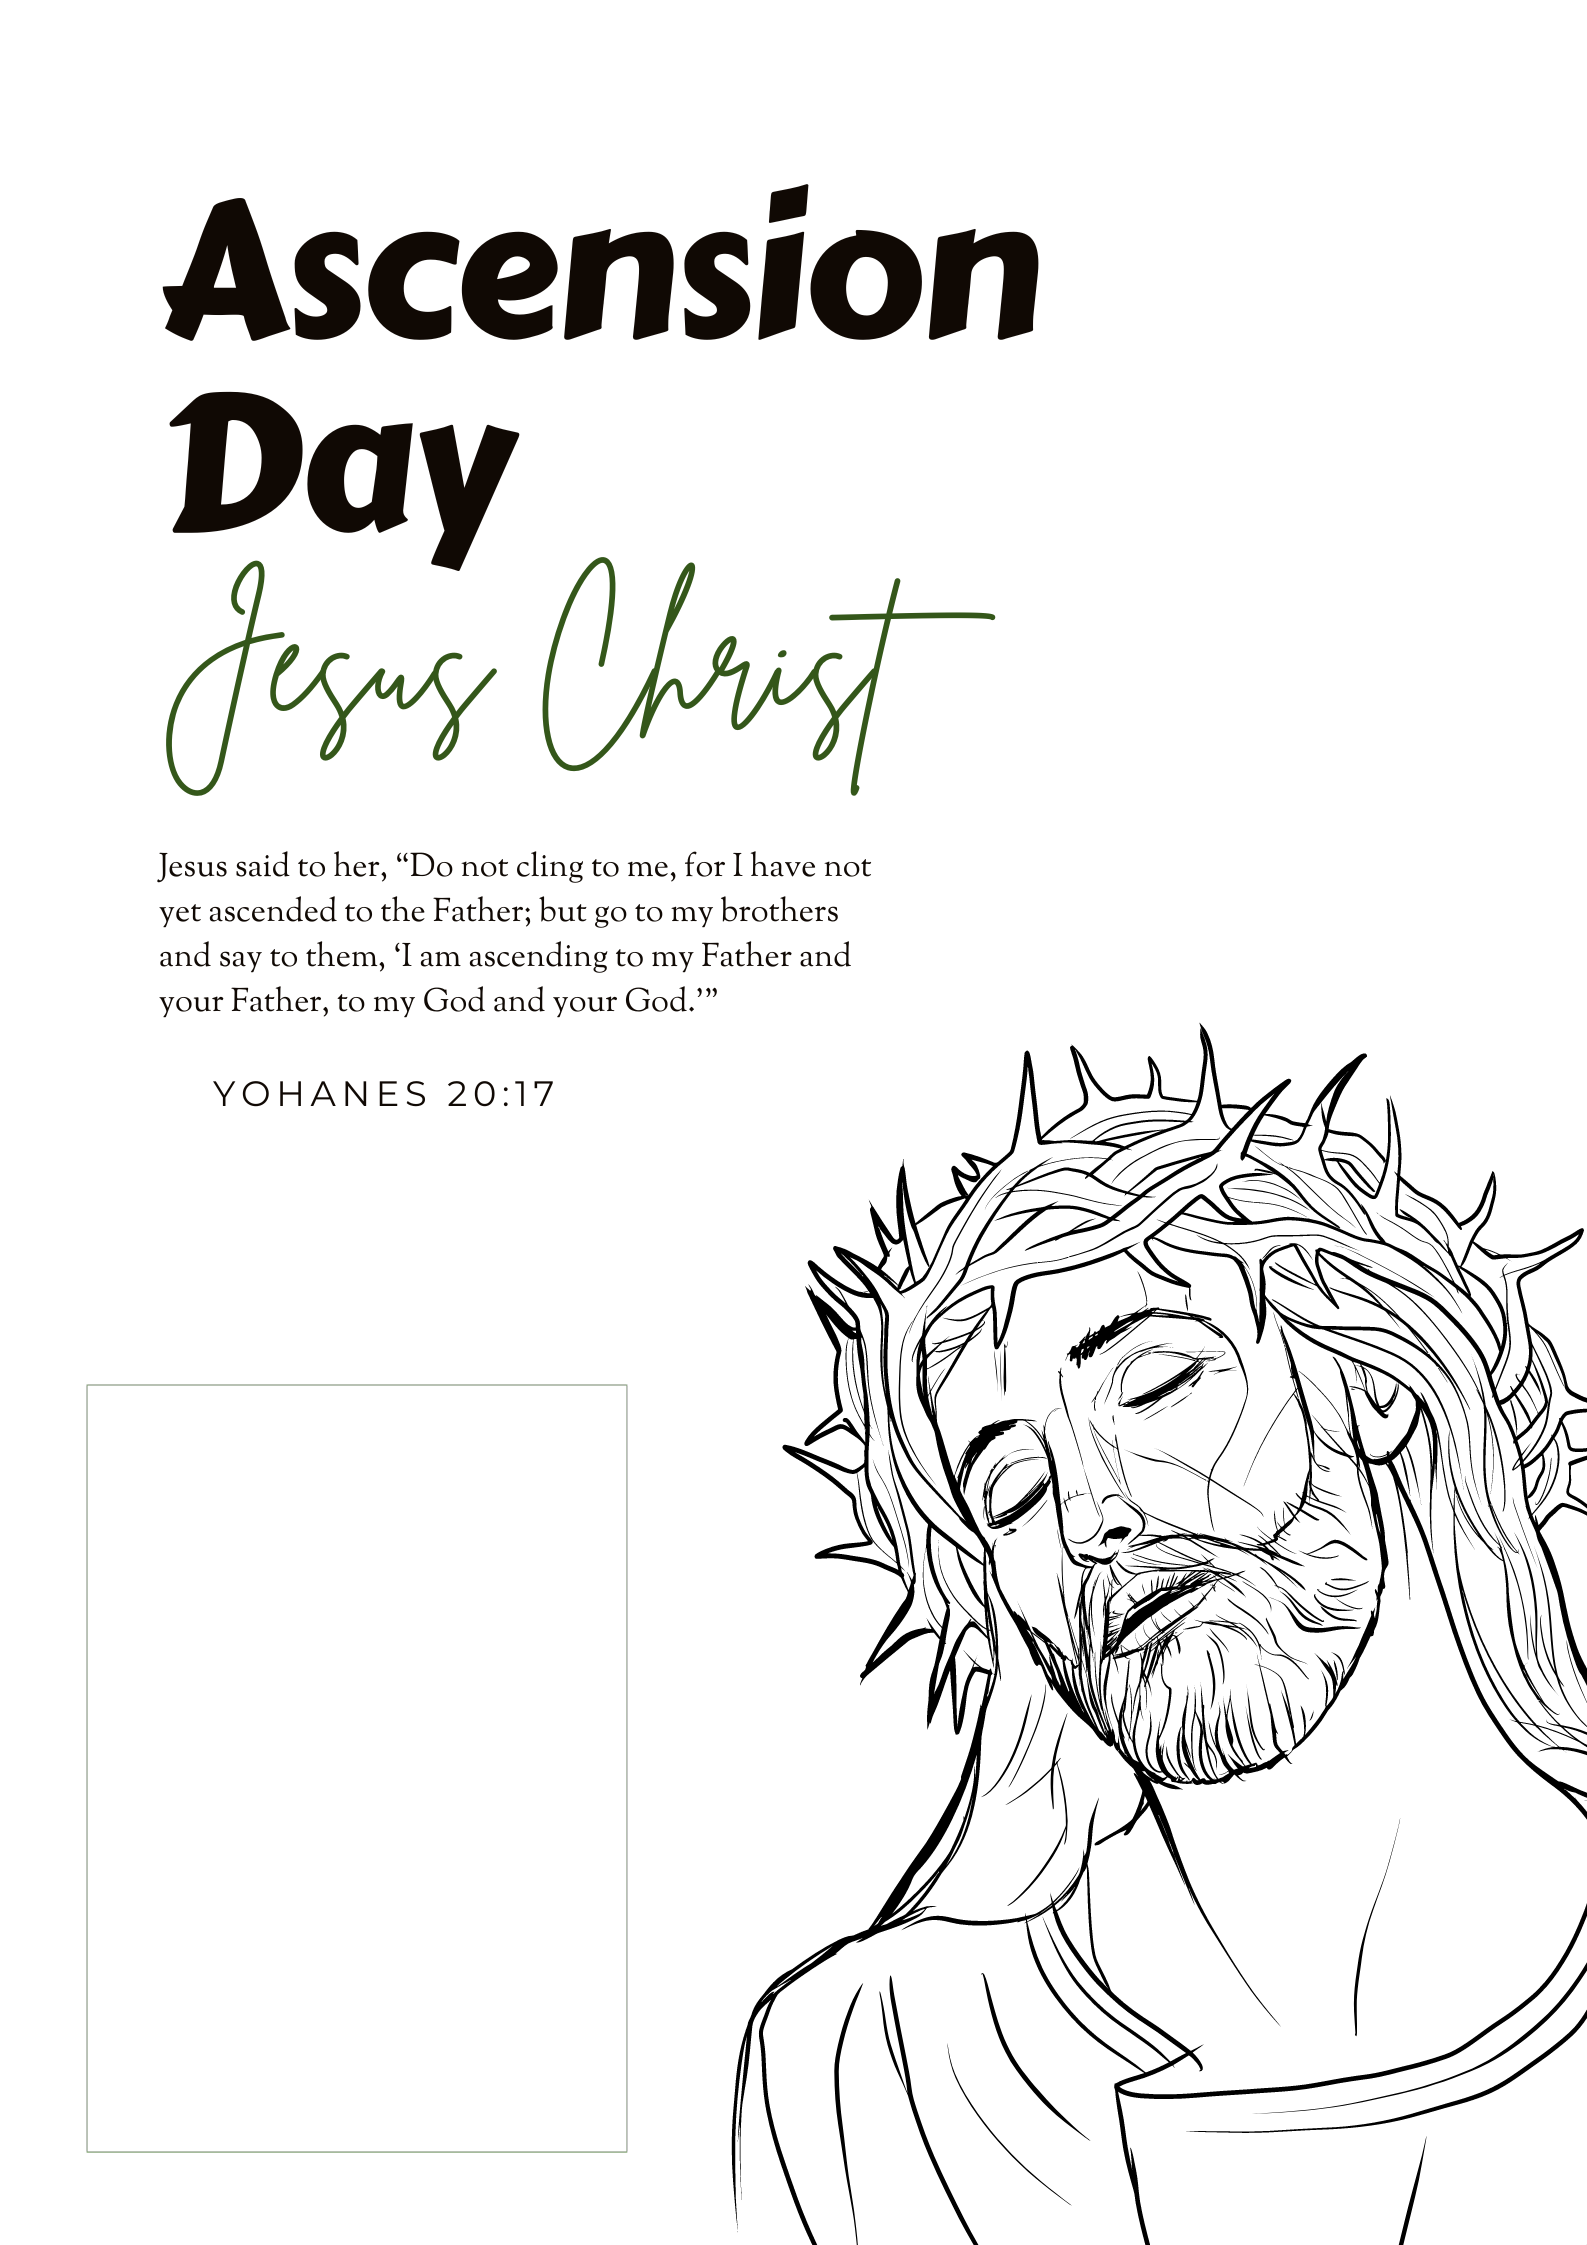 Ascension
Day
Jesus Christ
Jesus said to her, “Do not cling to me, for I have not
yet ascended to the Father; but go to my brothers
and say to them, ‘I am ascending to my Father and
your Father, to my God and your God.’”
YOHANES 20:17